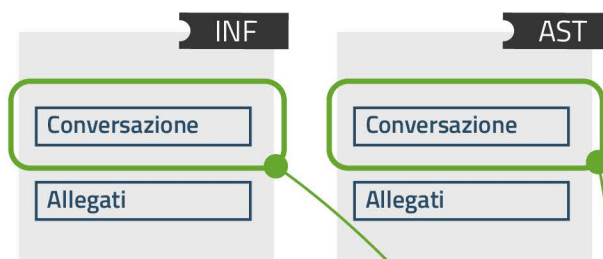 INF
AST
Conversazione
Conversazione
Allegati
Allegati